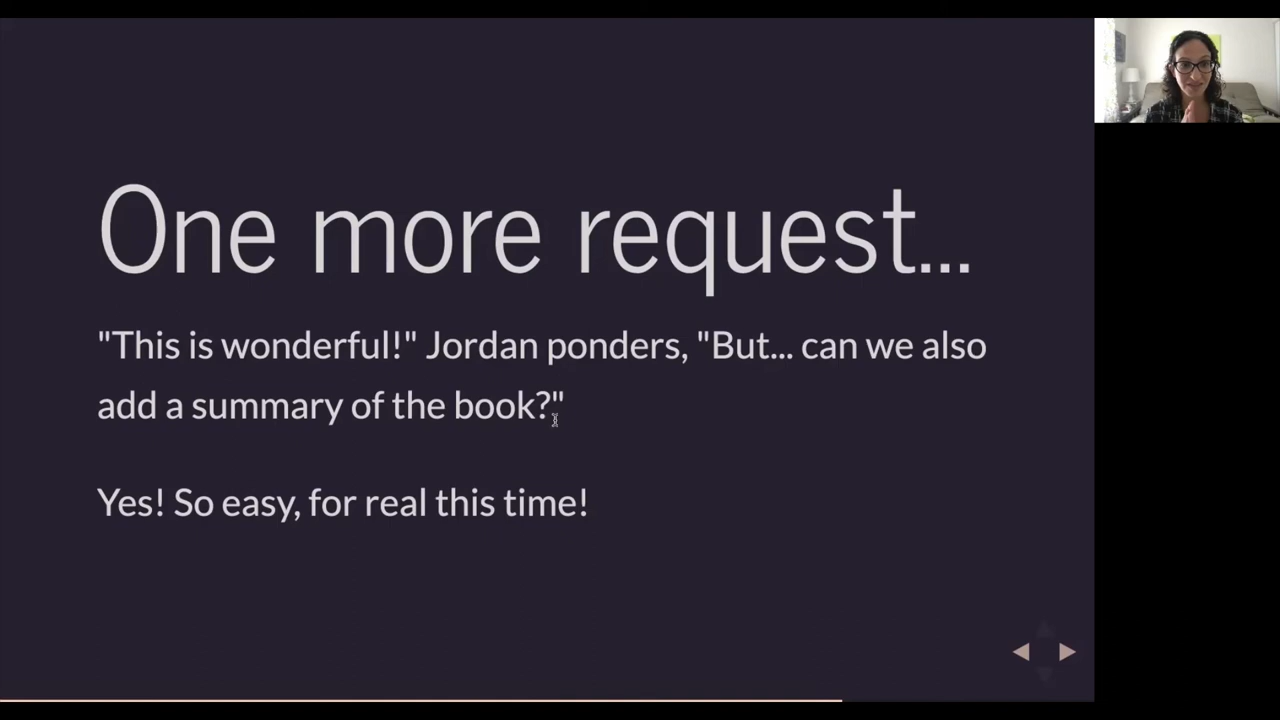 One more request...
"This is wonderful!" Jordan ponders, "But... can we also
add a summary of the book?"
Yes! So easy, for real this time!